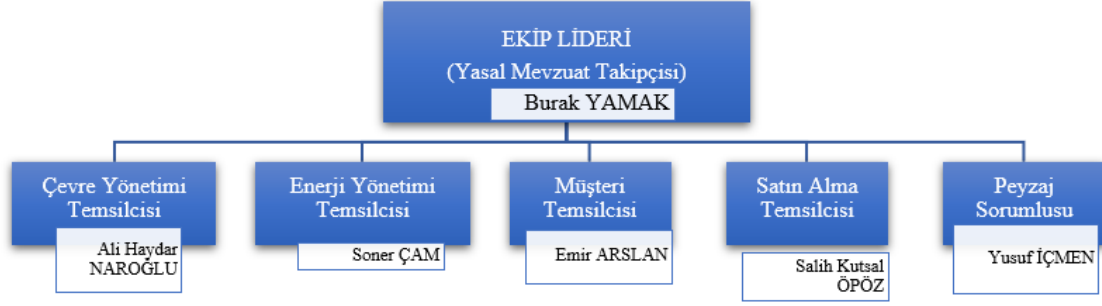 EKİP LİDERİ
(Yasal Mevzuat Takipçisi)
Burak YAMAK
Çevre Yönetimi
Temsilcisi
Ali Haydar
NAROĞLU
Enerji Yönetimi
Temsilcisi
Soner ÇAM
Müşteri
Temsilcisi
Emir ARSLAN
Satın Alma
Temsilcisi
Salih Kutsal
ÖPÖZ
Peyzaj
Sorumlusu
Yusuf İÇMEN